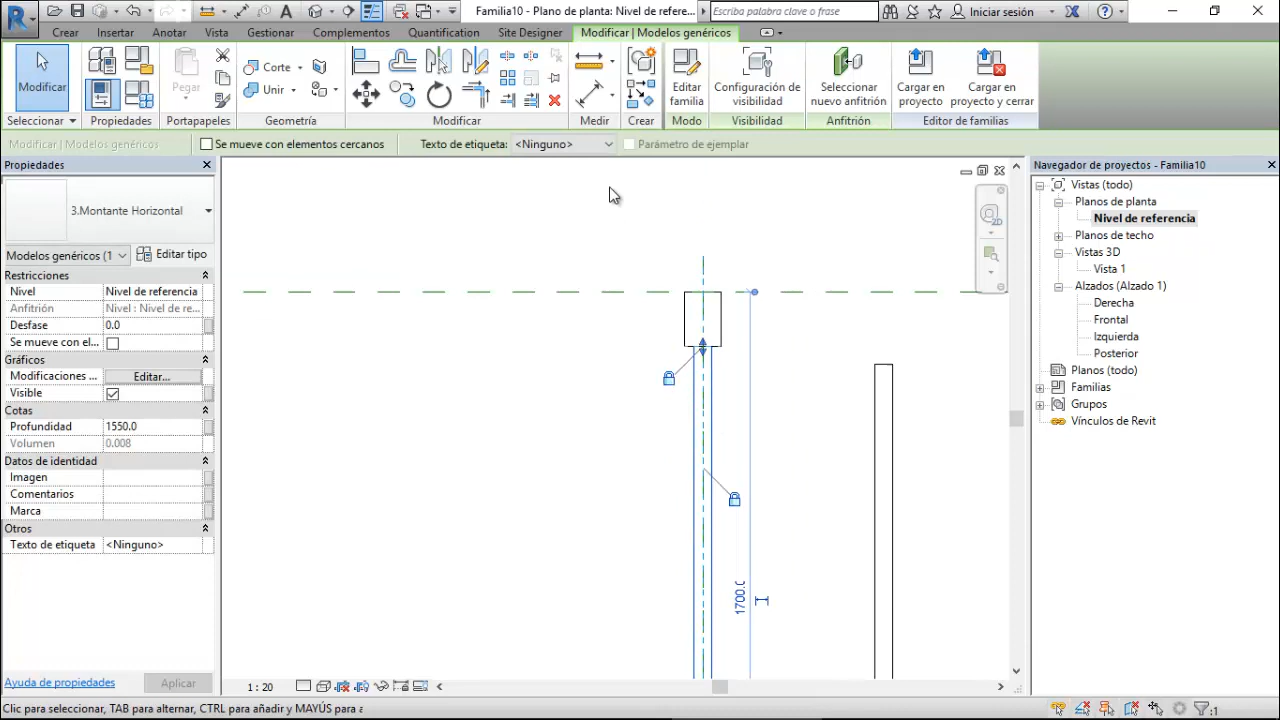 Familia10 - Plano de planta: Nivel de refere...
Escriba palabra clave o frase
Iniciar sesión
Crear
Insertar
Anotar
Vista
Gestionar
Complementos
Quantification
Site Designer
Modificar | Modelos genéricos
Modificar
Pegar
Corte
Unir
Editar
familia
Configuración de
visibilidad
Seleccionar
nuevo anfitrión
Cargar en
proyecto
Cargar en
proyecto y cerrar
Seleccionar
Propiedades
Portapapeles
Geometría
Modificar
Medir
Crear
Modo
Visibilidad
Anfitrión
Editor de familias
Modificar | Modelos genéricos
Se mueve con elementos cercanos
Texto de etiqueta: <Ninguno>
Parámetro de ejemplar
Propiedades
3.Montante Horizontal
Modelos genéricos (1
Editar tipo
Restricciones
Nivel Nivel de referencia
Anfitrión Nivel : Nivel de re...
Desfase 0.0
Se mueve con el...
Gráficos
Modificaciones ... Editar...
Visible
Cotas
Profundidad 1550.0
Volumen 0.008
Datos de identidad
Imagen
Comentarios
Marca
Otros
Texto de etiqueta <Ninguno>
Ayuda de propiedades
Aplicar
2D
1700.0
1 : 20
Navegador de proyectos - Familia10
Vistas (todo)
Planos de planta
Nivel de referencia
Planos de techo
Vistas 3D
Vista 1
Alzados (Alzado 1)
Derecha
Frontal
Izquierda
Posterior
Planos (todo)
Familias
Grupos
Vínculos de Revit
Clic para seleccionar, TAB para alternar, CTRL para añadir y MAYÚS para a
:1